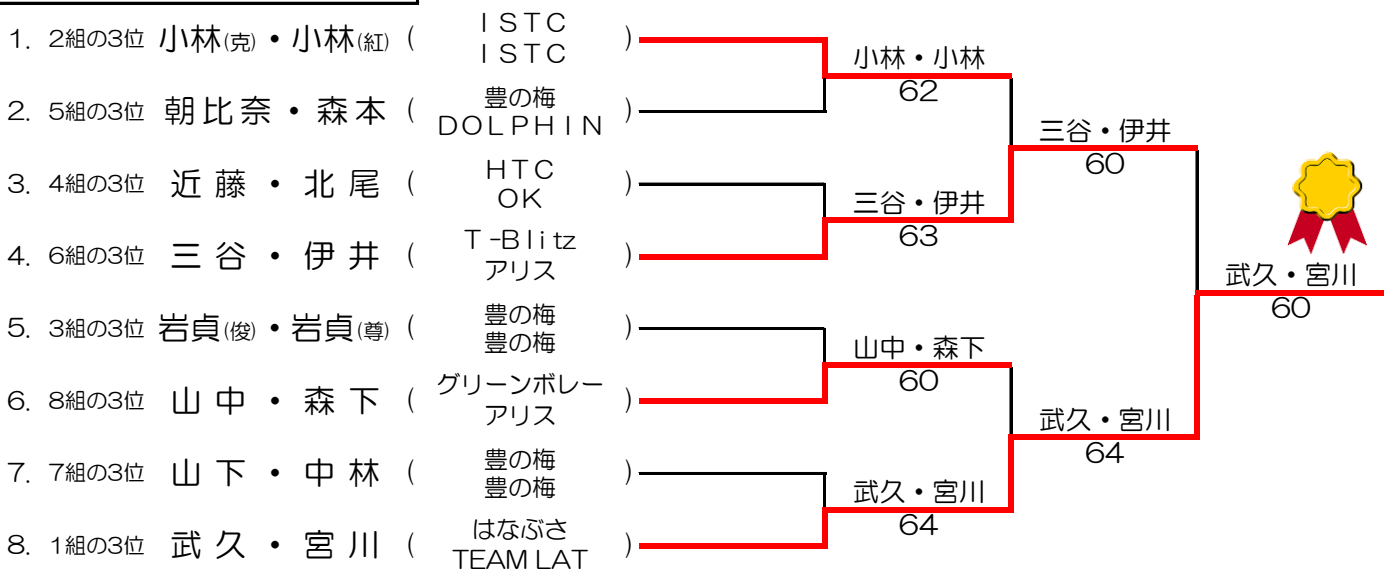 1. 2組の3位 小林(克)・小林(紅) ( ISTC ISTC )
2. 5組の3位 朝比奈・森本 ( 豊の梅 DOLPHIN )
3. 4組の3位 近藤・北尾 ( HTC OK )
4. 6組の3位 三谷・伊井 ( T-Blitz アリス )
5. 3組の3位 岩貞(俊)・岩貞(尊) ( 豊の梅 豊の梅 )
6. 8組の3位 山中・森下 ( グリーンボレー アリス )
7. 7組の3位 山下・中林 ( 豊の梅 豊の梅 )
8. 1組の3位 武久・宮川 ( はなぶさ TEAM LAT )
小林・小林
62
三谷・伊井
63
山中・森下
60
武久・宮川
64
三谷・伊井
60
武久・宮川
64
武久・宮川
60